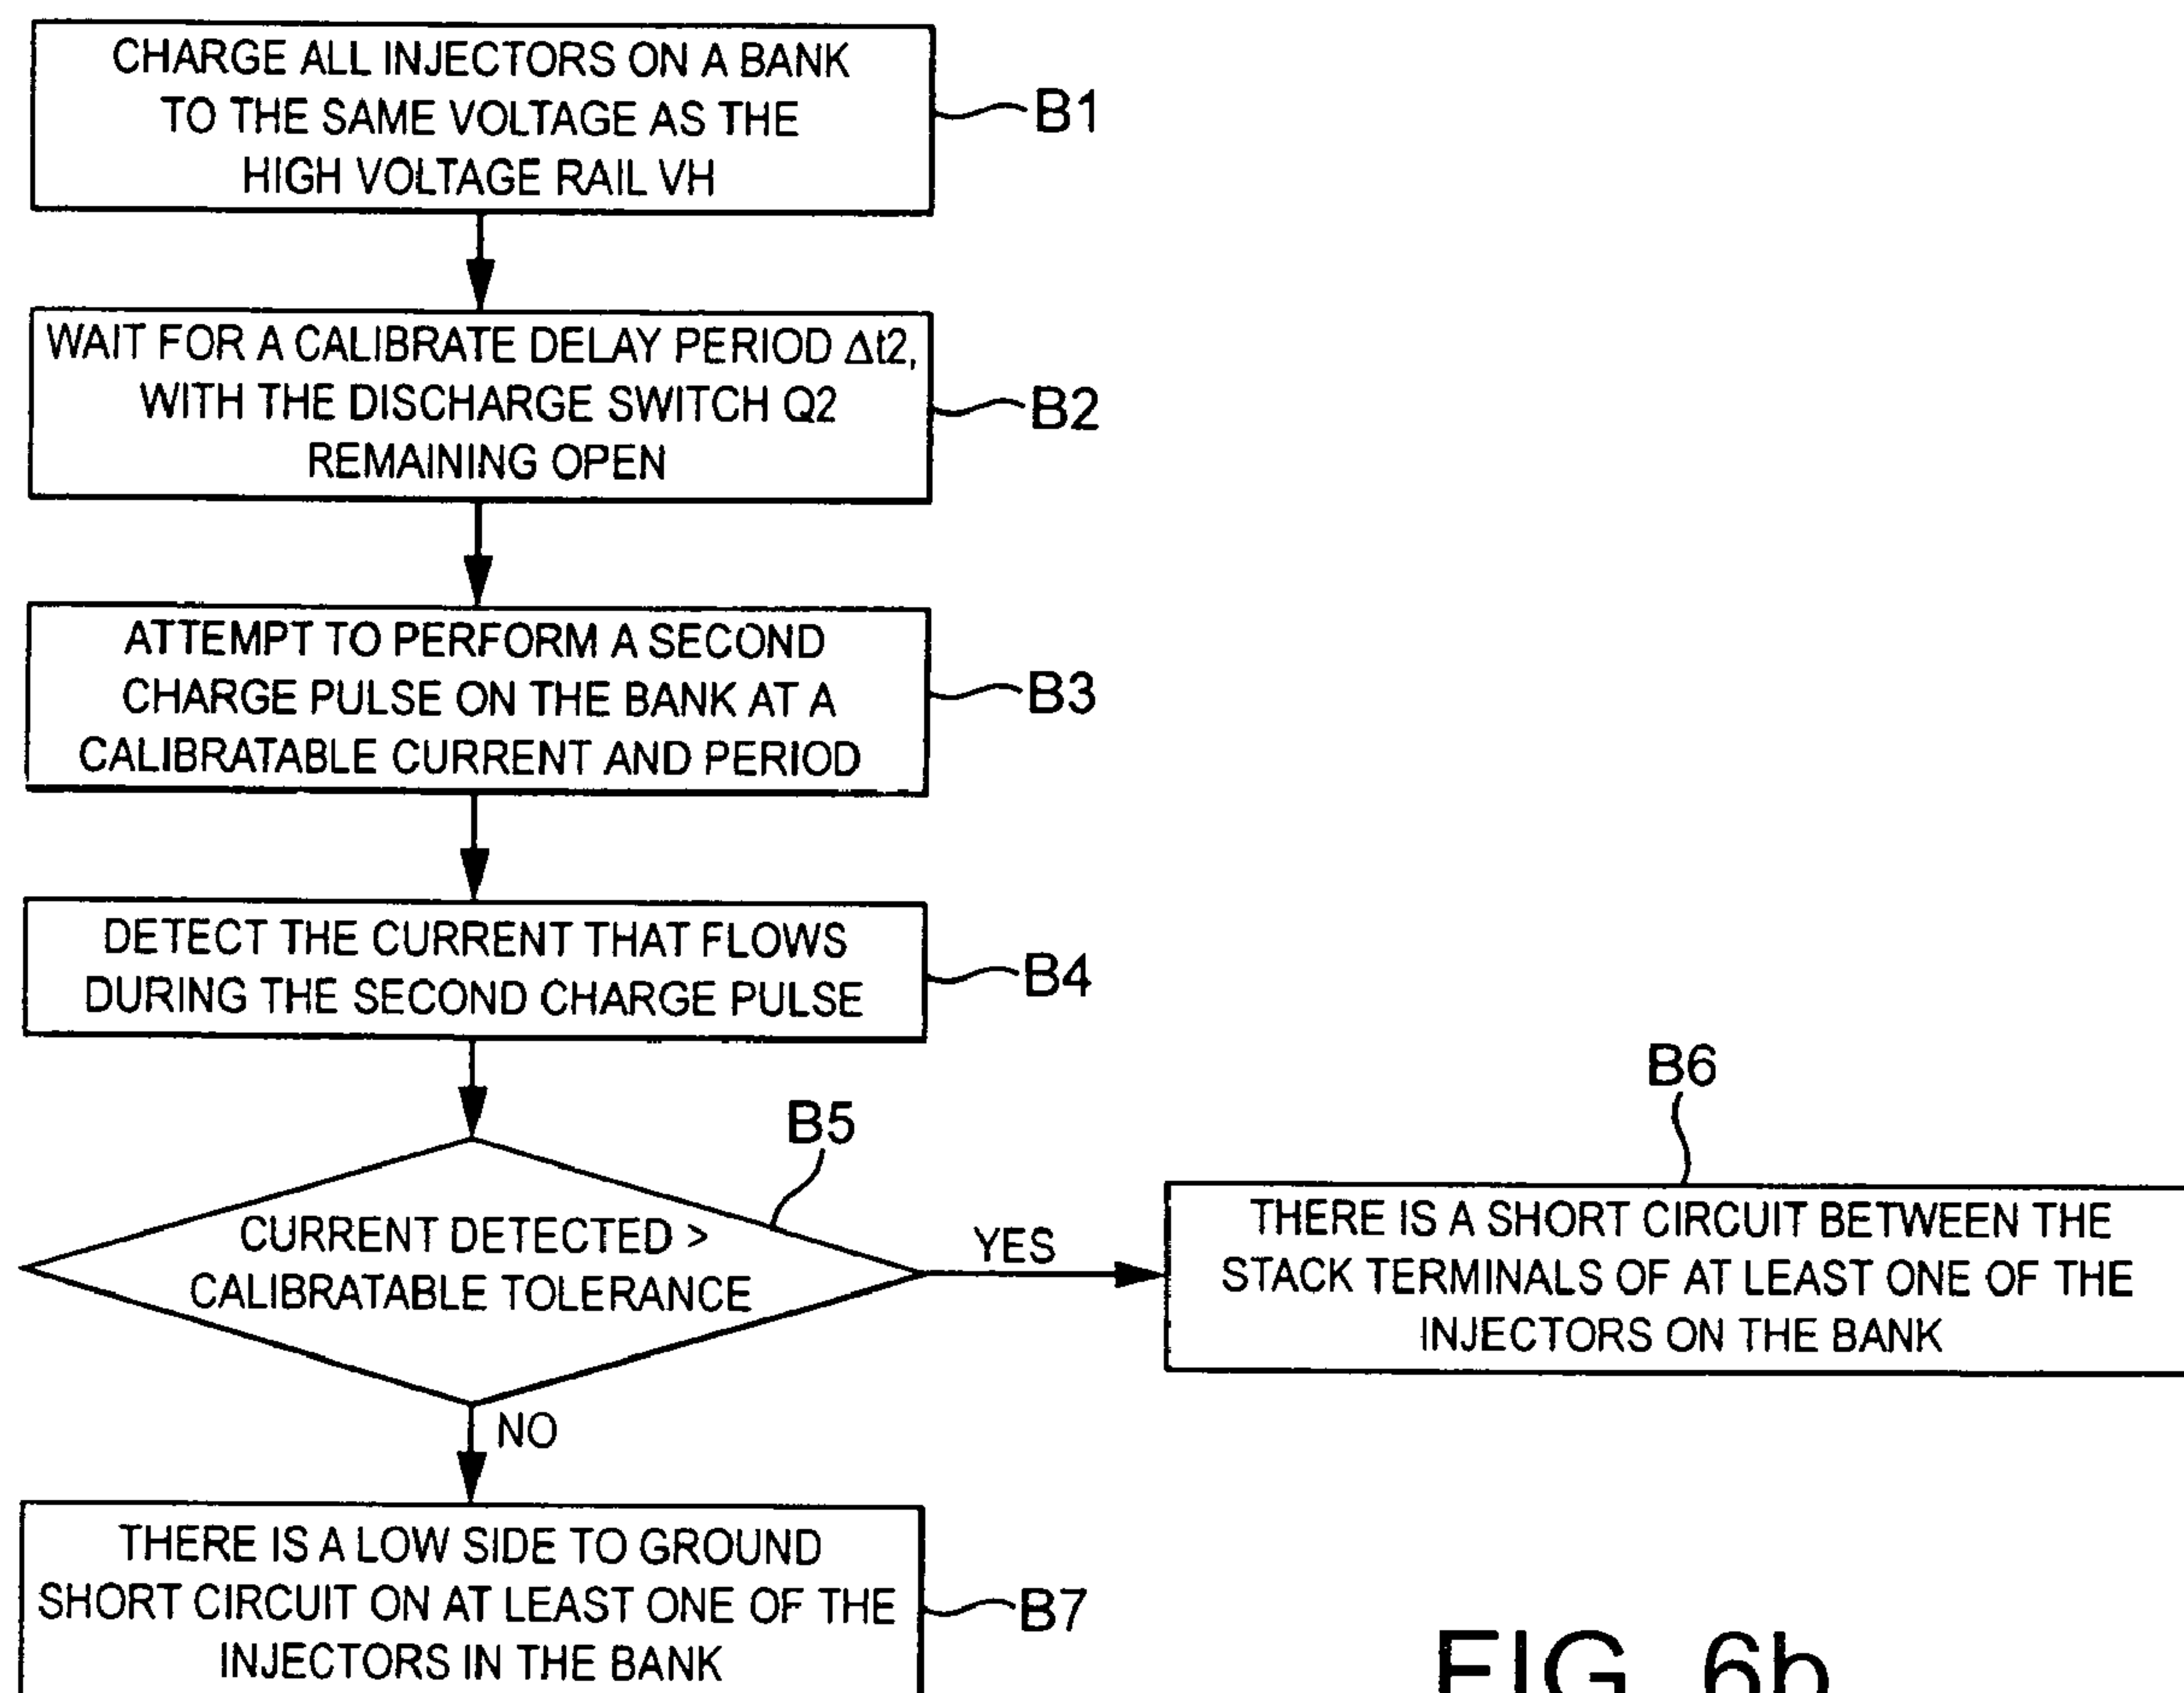 CHARGE ALL INJECTORS ON A BANK
TO THE SAME VOLTAGE AS THE
HIGH VOLTAGE RAIL VH
B1
WAIT FOR A CALIBRATE DELAY PERIOD Δt2,
WITH THE DISCHARGE SWITCH Q2
REMAINING OPEN
B2
ATTEMPT TO PERFORM A SECOND
CHARGE PULSE ON THE BANK AT A
CALIBRATABLE CURRENT AND PERIOD
B3
DETECT THE CURRENT THAT FLOWS
DURING THE SECOND CHARGE PULSE
B4
B5
CURRENT DETECTED >
CALIBRATABLE TOLERANCE
YES
B6
THERE IS A SHORT CIRCUIT BETWEEN THE
STACK TERMINALS OF AT LEAST ONE OF THE
INJECTORS ON THE BANK
NO
THERE IS A LOW SIDE TO GROUND
SHORT CIRCUIT ON AT LEAST ONE OF THE
INJECTORS IN THE BANK
B7
FIG. 6b